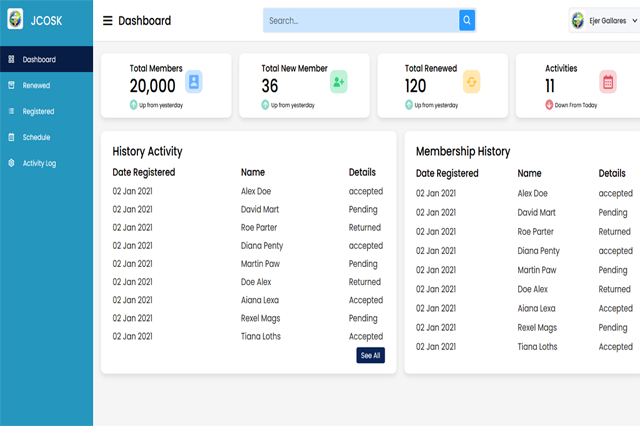 JCOSK
Dashboard
Search...
Ejer Gallares
Dashboard
Renewed
Registered
Schedule
Activity Log
Total Members
20,000
Up from yesterday
Total New Member
36
Up from yesterday
Total Renewed
120
Up from yesterday
Activities
11
Down From Today
History Activity
Date Registered Name Details
02 Jan 2021 Alex Doe accepted
02 Jan 2021 David Mart Pending
02 Jan 2021 Roe Parter Returned
02 Jan 2021 Diana Penty accepted
02 Jan 2021 Martin Paw Pending
02 Jan 2021 Doe Alex Returned
02 Jan 2021 Aiana Lexa Accepted
02 Jan 2021 Rexel Mags Pending
02 Jan 2021 Tiana Loths Accepted
See All
Membership History
Date Registered Name Details
02 Jan 2021 Alex Doe accepted
02 Jan 2021 David Mart Pending
02 Jan 2021 Roe Parter Returned
02 Jan 2021 Diana Penty accepted
02 Jan 2021 Martin Paw Pending
02 Jan 2021 Doe Alex Returned
02 Jan 2021 Aiana Lexa Accepted
02 Jan 2021 Rexel Mags Pending
02 Jan 2021 Tiana Loths Accepted